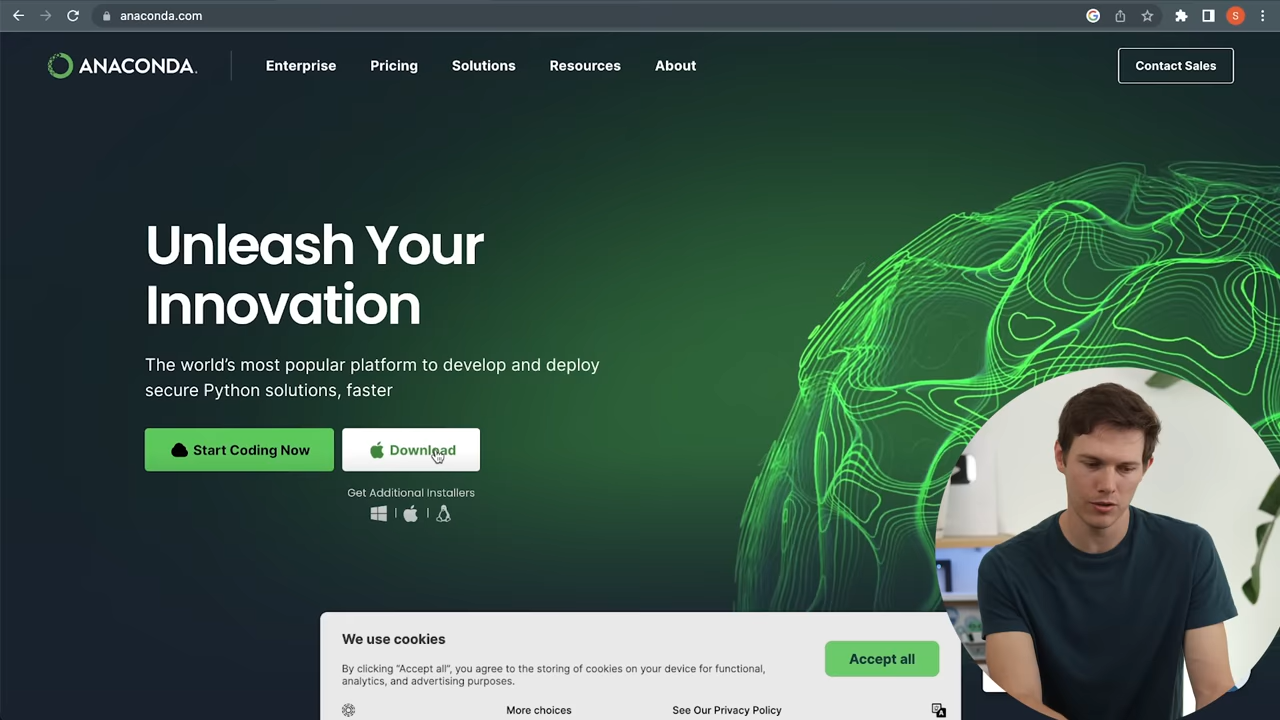 anaconda.com
S
ANACONDA.
Enterprise
Pricing
Solutions
Resources
About
Contact Sales
Unleash Your
Innovation
The world's most popular platform to develop and deploy
secure Python solutions, faster
Start Coding Now
Download
Get Additional Installers
We use cookies
By clicking “Accept all”, you agree to the storing of cookies on your device for functional,
analytics, and advertising purposes.
Accept all
More choices
See Our Privacy Policy